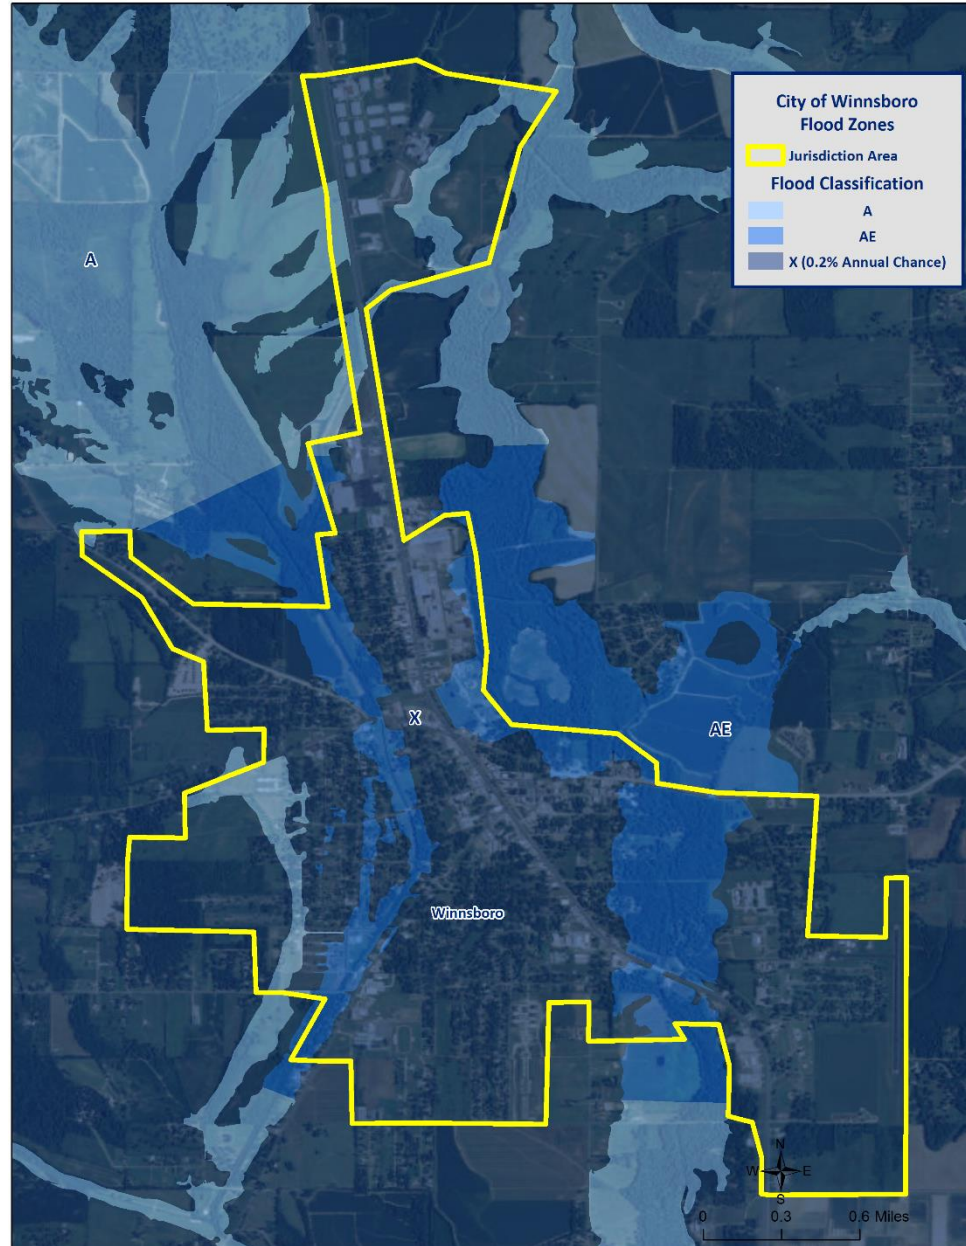 City of Winnsboro
Flood Zones
Jurisdiction Area
Flood Classification
A
AE
X (0.2% Annual Chance)
A
X
AE
Winnsboro
N
W E
S
0 0.3 0.6 Miles